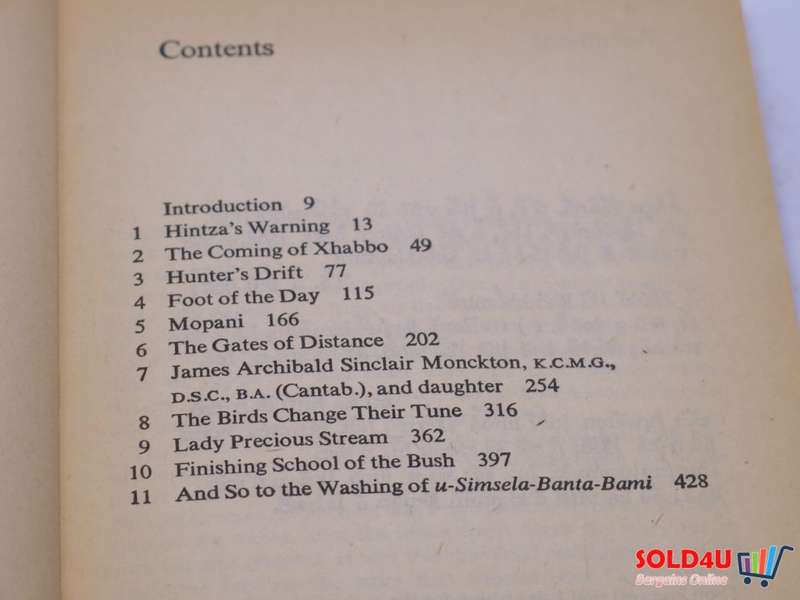 Contents
Introduction 9
1 Hintza's Warning 13
2 The Coming of Xhabbo 49
3 Hunter's Drift 77
4 Foot of the Day 115
5 Mopani 166
6 The Gates of Distance 202
7 James Archibald Sinclair Monckton, K.C.M.G.,
D.S.C., B.A. (Cantab.), and daughter 254
8 The Birds Change Their Tune 316
9 Lady Precious Stream 362
10 Finishing School of the Bush 397
11 And So to the Washing of u-Simsela-Banta-Bami 428
SOLD4U
Bargains Online